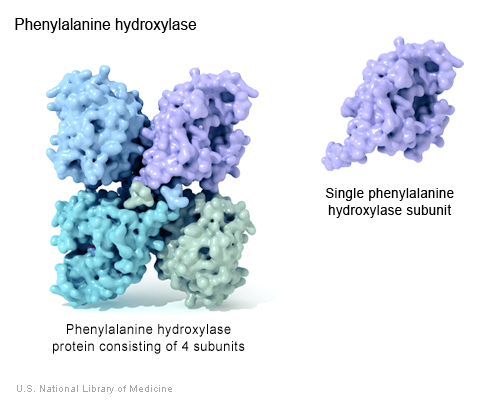 Phenylalanine hydroxylase
Single phenylalanine
hydroxylase subunit
Phenylalanine hydroxylase
protein consisting of 4 subunits
U.S. National Library of Medicine